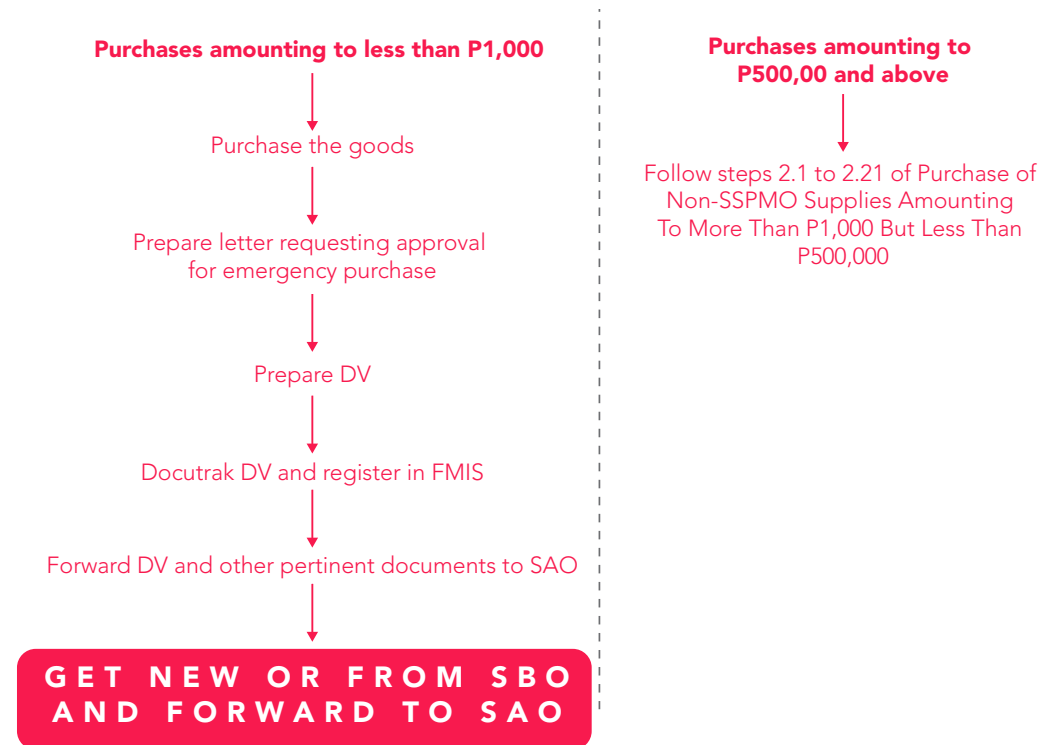 Purchases amounting to less than P1,000
Purchase the goods
Prepare letter requesting approval
for emergency purchase
Prepare DV
Docutrak DV and register in FMIS
Forward DV and other pertinent documents to SAO
GET NEW OR FROM SBO
AND FORWARD TO SAO
Purchases amounting to
P500,00 and above
Follow steps 2.1 to 2.21 of Purchase of
Non-SSPMO Supplies Amounting
To More Than P1,000 But Less Than
P500,000